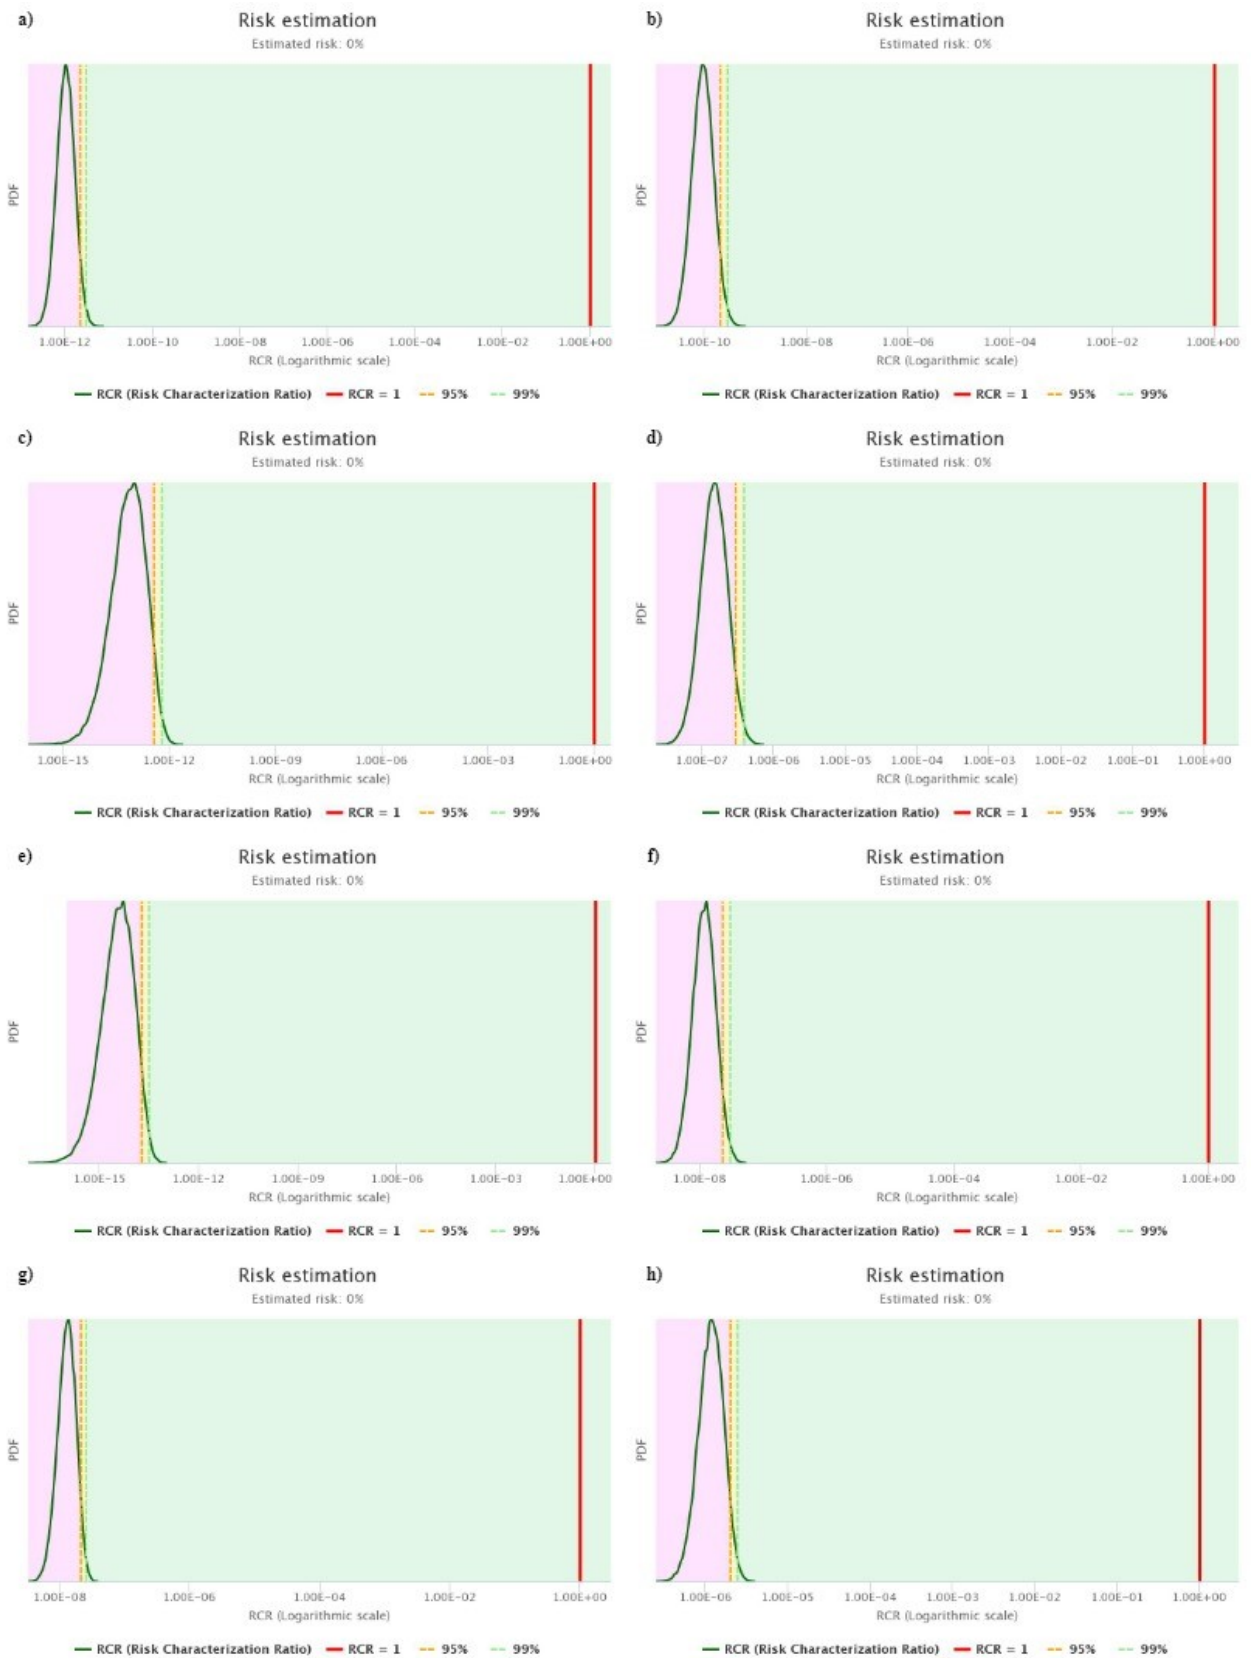 a)
Risk estimation
Estimated risk: 0%
PDF
1.00E-12 1.00E-10 1.00E-08 1.00E-06 1.00E-04 1.00E-02 1.00E+00
RCR (Logarithmic scale)
RCR (Risk Characterization Ratio) RCR = 1 95% 99%
b)
Risk estimation
Estimated risk: 0%
PDF
1.00E-10 1.00E-08 1.00E-06 1.00E-04 1.00E-02 1.00E+00
RCR (Logarithmic scale)
RCR (Risk Characterization Ratio) RCR = 1 95% 99%
c)
Risk estimation
Estimated risk: 0%
PDF
1.00E-15 1.00E-12 1.00E-09 1.00E-06 1.00E-03 1.00E+00
RCR (Logarithmic scale)
RCR (Risk Characterization Ratio) RCR = 1 95% 99%
d)
Risk estimation
Estimated risk: 0%
PDF
1.00E-07 1.00E-06 1.00E-05 1.00E-04 1.00E-03 1.00E-02 1.00E-01 1.00E+00
RCR (Logarithmic scale)
RCR (Risk Characterization Ratio) RCR = 1 95% 99%
e)
Risk estimation
Estimated risk: 0%
PDF
1.00E-15 1.00E-12 1.00E-09 1.00E-06 1.00E-03 1.00E+00
RCR (Logarithmic scale)
RCR (Risk Characterization Ratio) RCR = 1 95% 99%
f)
Risk estimation
Estimated risk: 0%
PDF
1.00E-08 1.00E-06 1.00E-04 1.00E-02 1.00E+00
RCR (Logarithmic scale)
RCR (Risk Characterization Ratio) RCR = 1 95% 99%
g)
Risk estimation
Estimated risk: 0%
PDF
1.00E-08 1.00E-06 1.00E-04 1.00E-02 1.00E+00
RCR (Logarithmic scale)
RCR (Risk Characterization Ratio) RCR = 1 95% 99%
h)
Risk estimation
Estimated risk: 0%
PDF
1.00E-06 1.00E-05 1.00E-04 1.00E-03 1.00E-02 1.00E-01 1.00E+00
RCR (Logarithmic scale)
RCR (Risk Characterization Ratio) RCR = 1 95% 99%